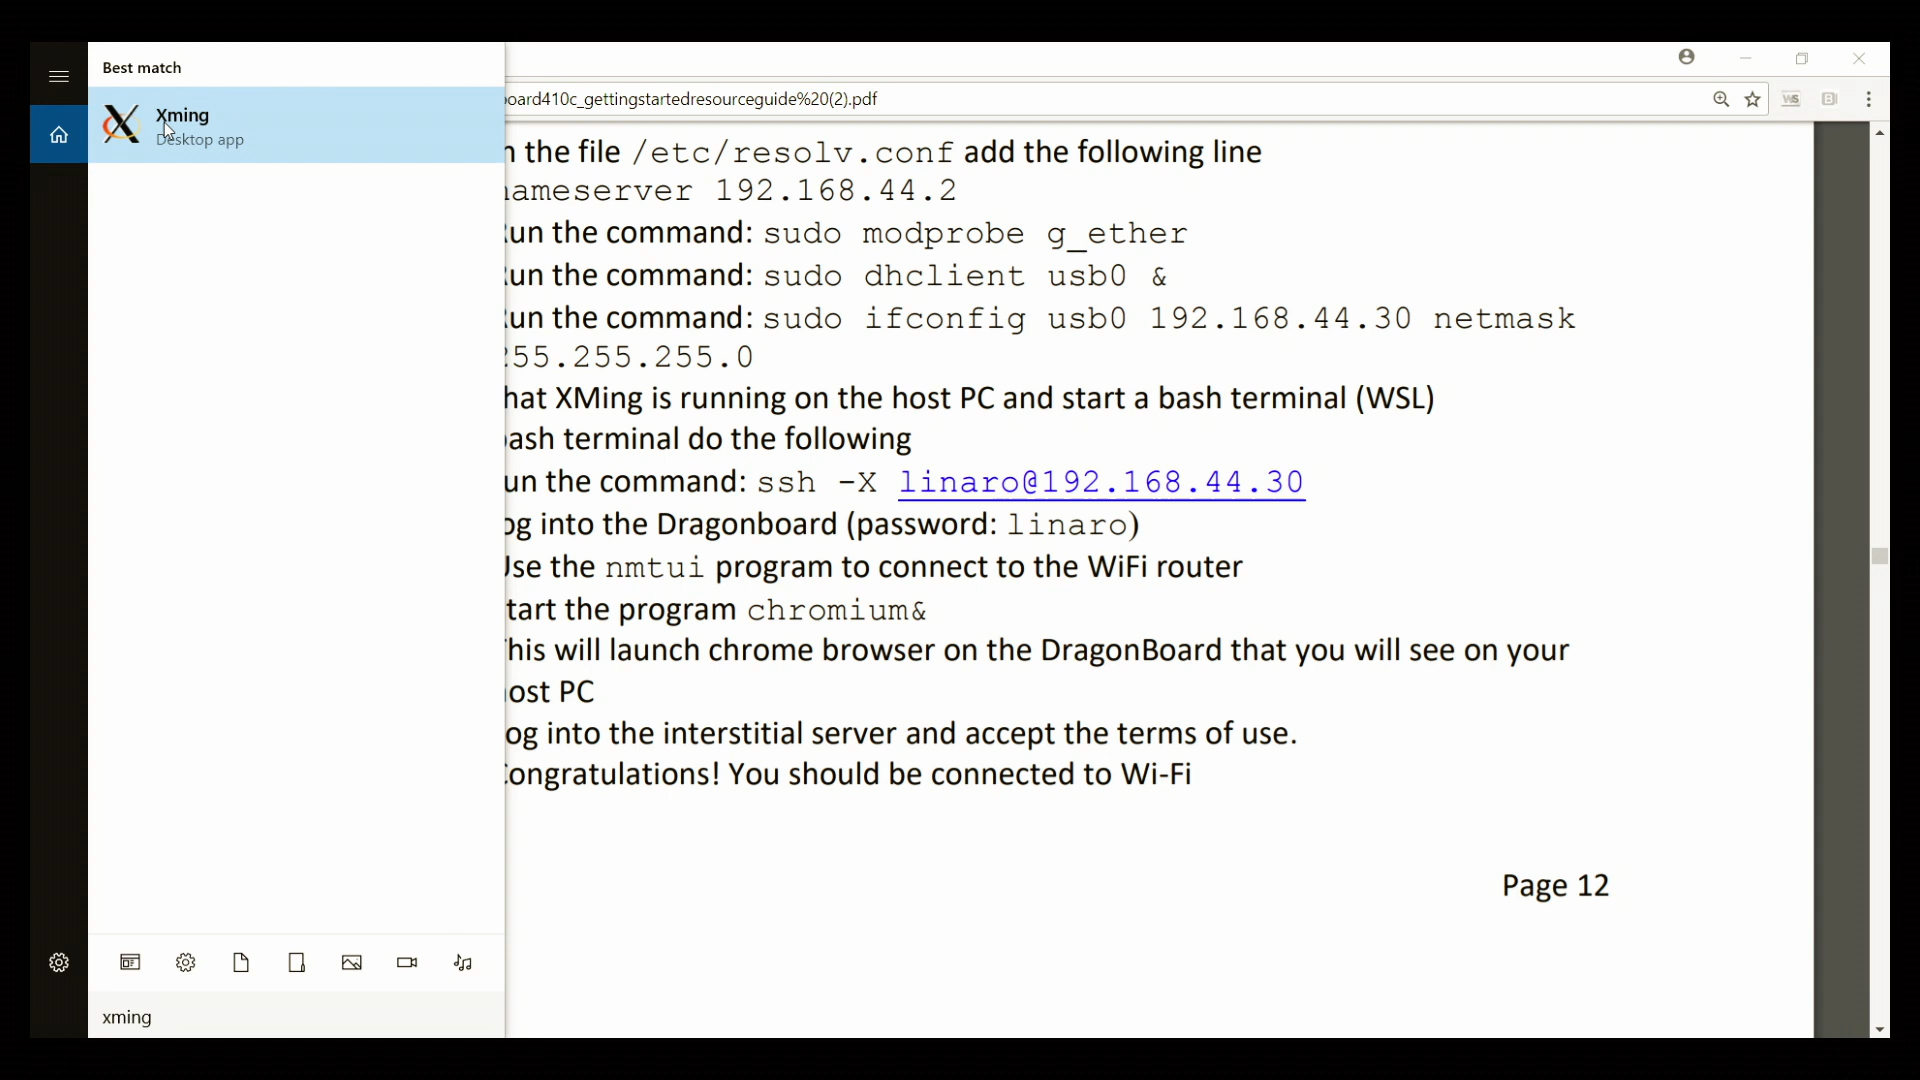 Best match
Xming
Desktop app
oard410c_gettingstartedresourceguide%20(2).pdf
WS
the file /etc/resolv.conf add the following line
nameserver 192.168.44.2
un the command: sudo modprobe g_ether
un the command: sudo dhclient usb0 &
un the command: sudo ifconfig usb0 192.168.44.30 netmask
255.255.255.0
hat XMing is running on the host PC and start a bash terminal (WSL)
ash terminal do the following
un the command: ssh -X linaro@192.168.44.30
og into the Dragonboard (password: linaro)
Use the nmtui program to connect to the WiFi router
tart the program chromium&
his will launch chrome browser on the DragonBoard that you will see on your
ost PC
og into the interstitial server and accept the terms of use.
Congratulations! You should be connected to Wi-Fi
Page 12
xming